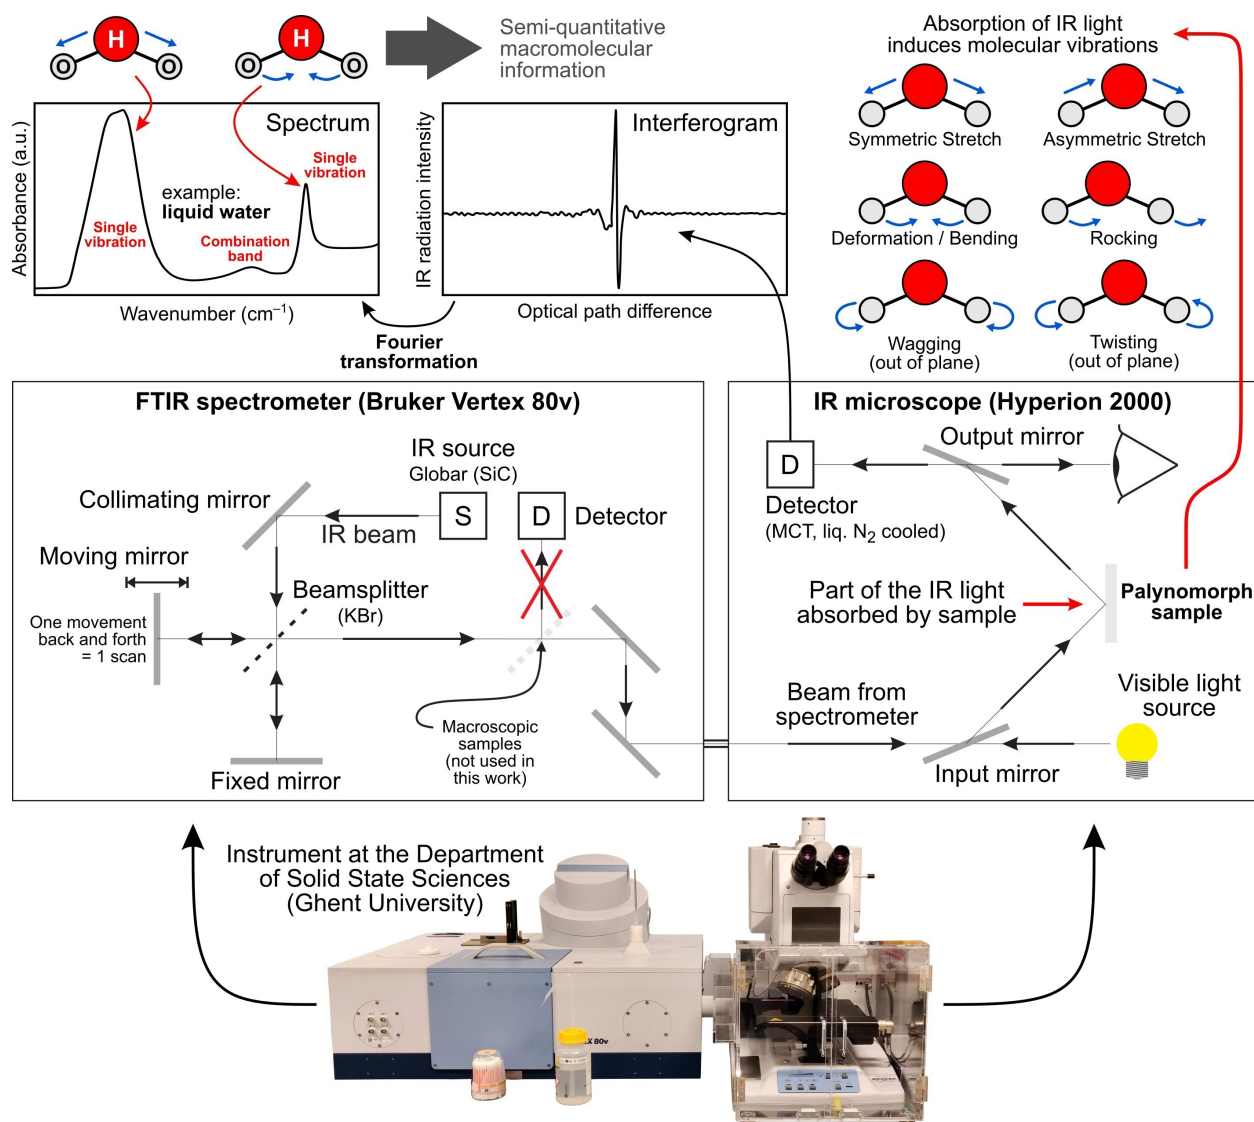 H
O
O
H
O
O
Semi-quantitative
macromolecular
information
Absorption of IR light
induces molecular vibrations
Symmetric Stretch
Asymmetric Stretch
Deformation / Bending
Rocking
Wagging
(out of plane)
Twisting
(out of plane)
Absorbance (a.u.)
Spectrum
example:
liquid water
Single
vibration
Combination
band
Single
vibration
Wavenumber (cm⁻¹)
IR radiation intensity
Interferogram
Optical path difference
Fourier
transformation
FTIR spectrometer (Bruker Vertex 80v)
IR source
Globar (SiC)
S
D
Detector
Collimating mirror
IR beam
Moving mirror
Beamsplitter
(KBr)
One movement
back and forth
= 1 scan
Macroscopic
samples
(not used in
this work)
Fixed mirror
IR microscope (Hyperion 2000)
Output mirror
D
Detector
(MCT, liq. N₂ cooled)
Part of the IR light
absorbed by sample
Palynomorph
sample
Beam from
spectrometer
Visible light
source
Input mirror
Instrument at the Department
of Solid State Sciences
(Ghent University)
80v